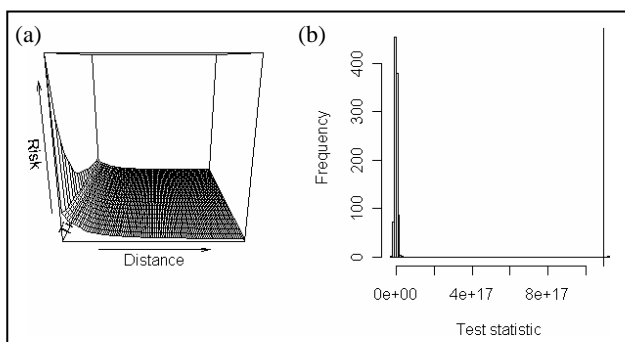 (a)
Risk
Distance
(b)
Frequency
400
300
200
100
0
0e+00 4e+17 8e+17
Test statistic